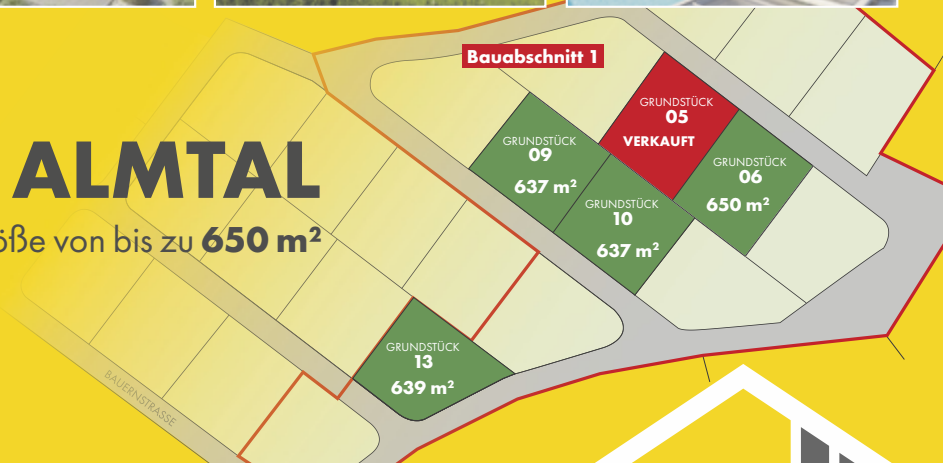 Bauabschnitt 1
GRUNDSTÜCK
05
VERKAUFT
GRUNDSTÜCK
09
637 m²
GRUNDSTÜCK
06
650 m²
GRUNDSTÜCK
10
637 m²
ALMTAL
öße von bis zu 650 m²
GRUNDSTÜCK
13
639 m²
BAUERNSTRASSE